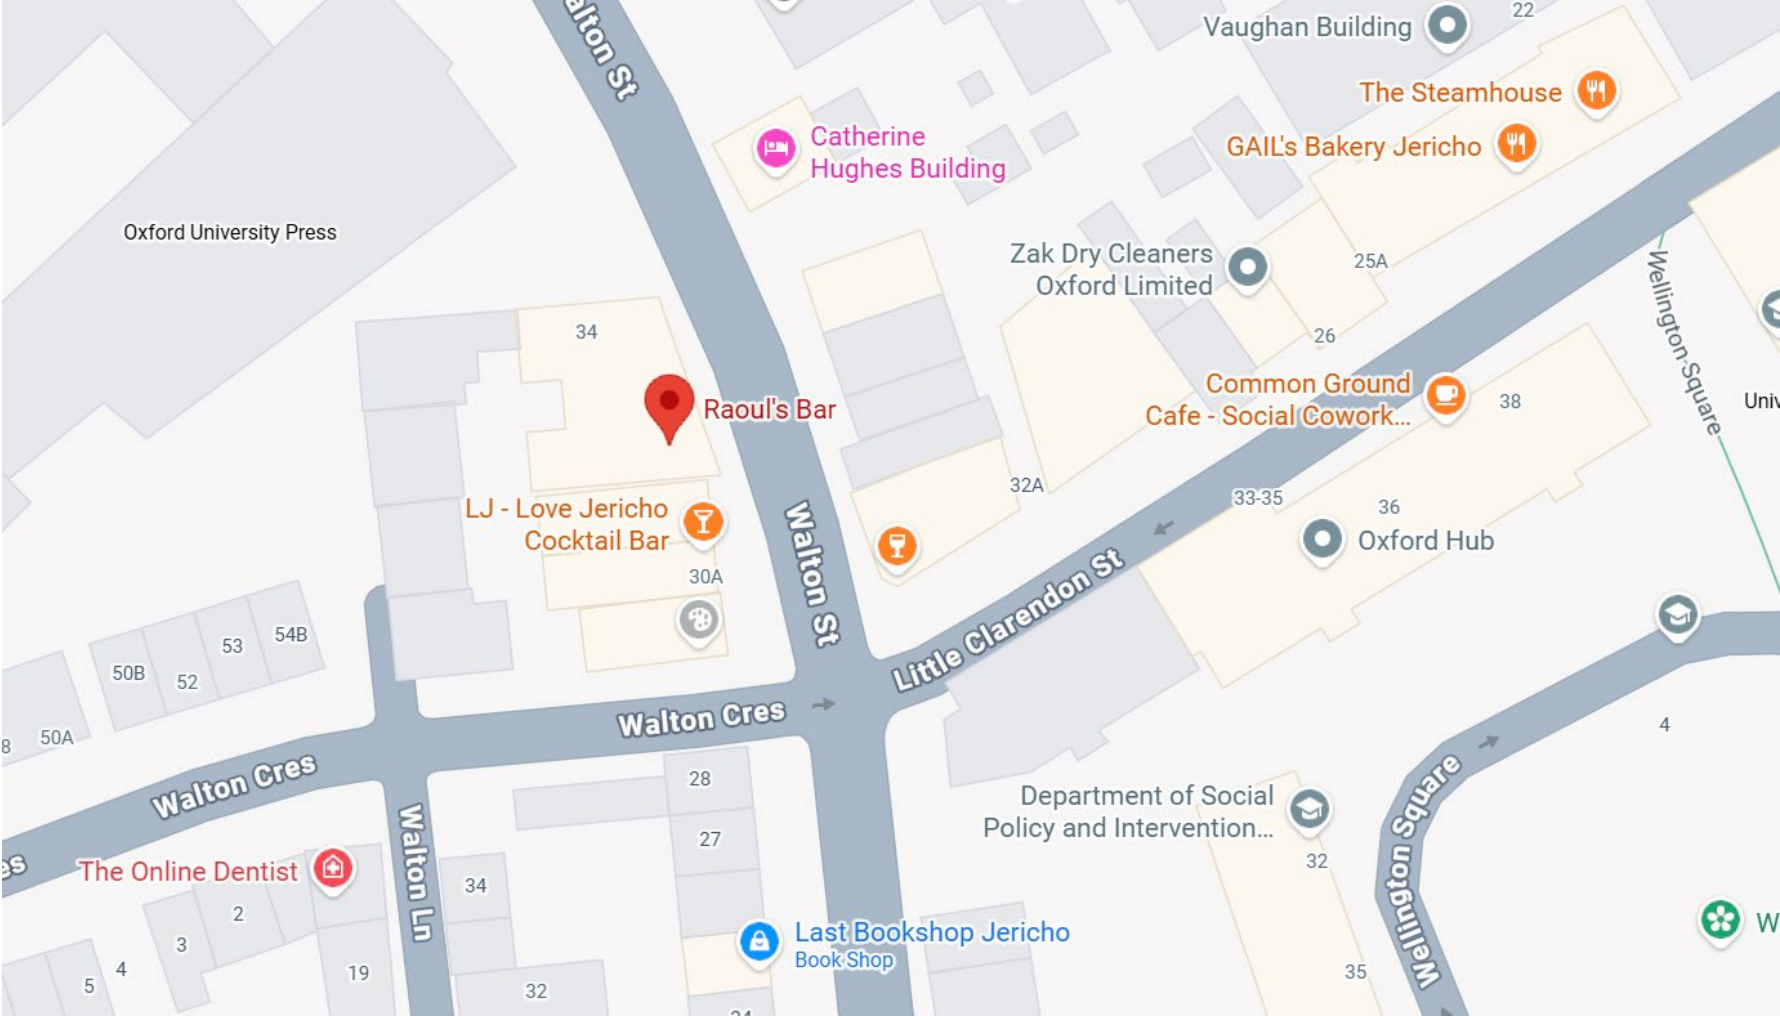 Walton St
22
Vaughan Building
The Steamhouse
GAIL's Bakery Jericho
Catherine
Hughes Building
Oxford University Press
Zak Dry Cleaners
Oxford Limited
25A
26
34
Wellington-Square
Raoul's Bar
Common Ground
Cafe - Social Cowork...
38
Univ
LJ - Love Jericho
Cocktail Bar
32A
33-35
36
Oxford Hub
Walton St
30A
Little Clarendon St
54B
53
50B
52
50A
8
Walton Cres
Walton Cres
4
28
27
Department of Social
Policy and Intervention...
Wellington Square
32
The Online Dentist
es
Walton Ln
34
2
3
4
5
19
32
Last Bookshop Jericho
Book Shop
W
35